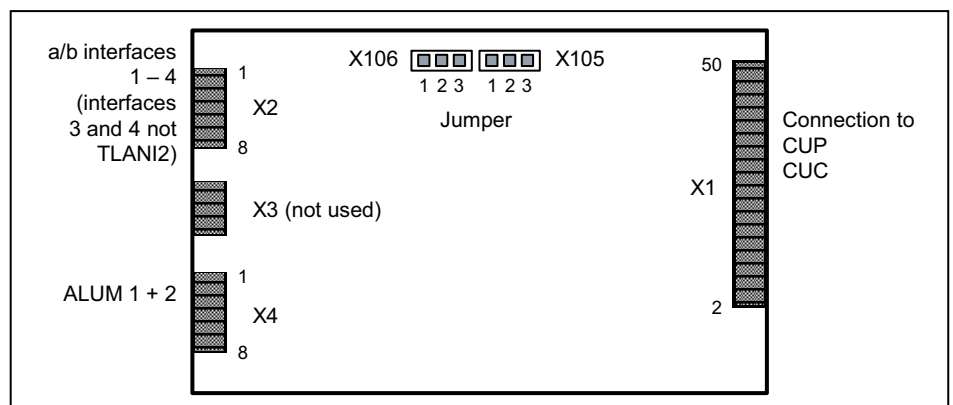 a/b interfaces
1 – 4
(interfaces
3 and 4 not
TLANI2)
1
X2
8
X3 (not used)
ALUM 1 + 2
1
X4
8
X106
X105
1 2 3 1 2 3
Jumper
50
X1
2
Connection to
CUP
CUC